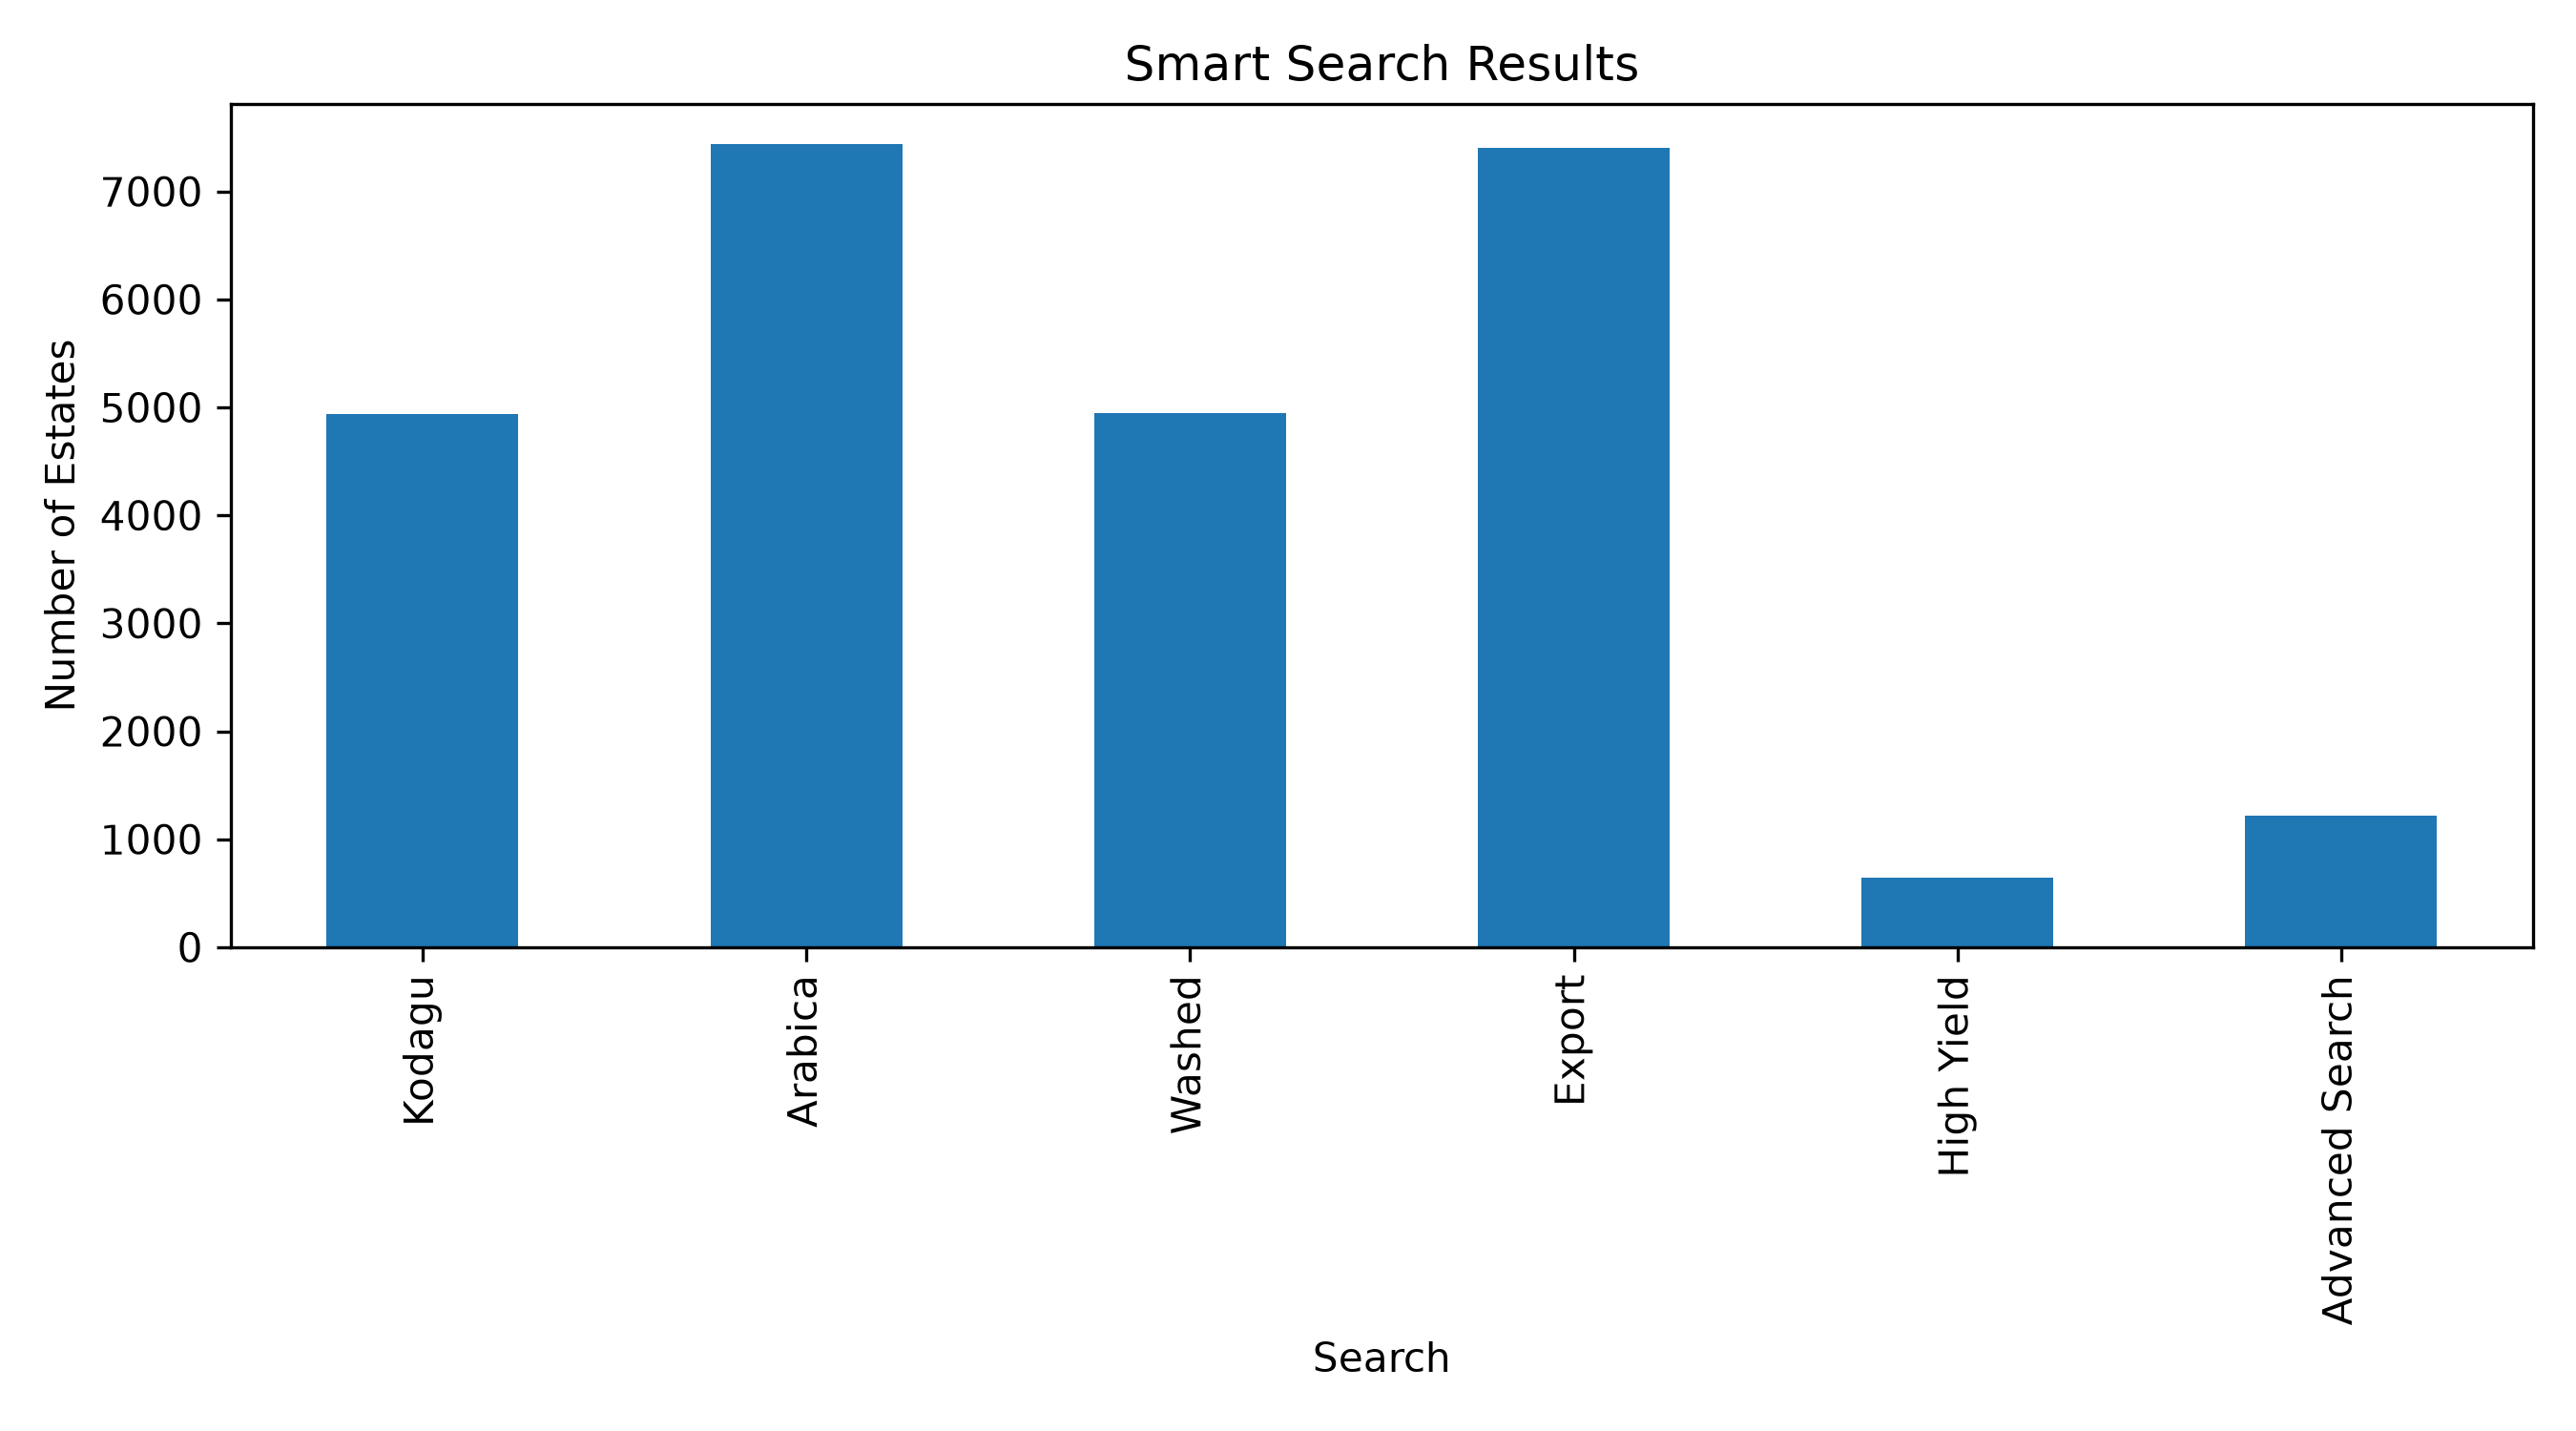 Smart Search Results
Number of Estates
7000
6000
5000
4000
3000
2000
1000
0
Kodagu
Arabica
Washed
Export
High Yield
Advanced Search
Search